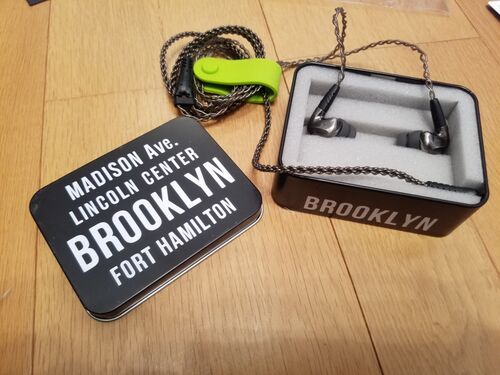 MADISON Ave.
LINCOLN CENTER
BROOKLYN
FORT HAMILTON
BROOKLYN